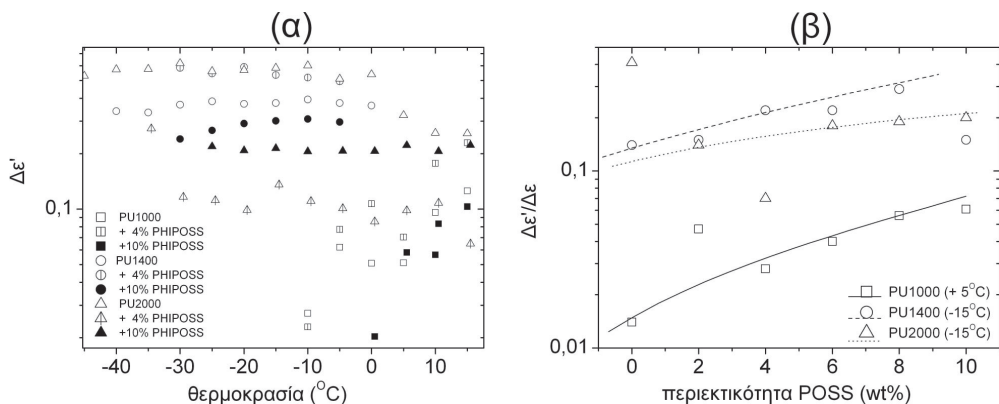 (α)
Δε'
0,1
PU1000
+ 4% PHIPOSS
+10% PHIPOSS
PU1400
+ 4% PHIPOSS
+10% PHIPOSS
PU2000
+ 4% PHIPOSS
+10% PHIPOSS
-40 -30 -20 -10 0 10
θερμοκρασία (°C)
(β)
Δε'/Δε
0,1
0,01
PU1000 (+ 5°C)
PU1400 (-15°C)
PU2000 (-15°C)
0 2 4 6 8 10
περιεκτικότητα POSS (wt%)